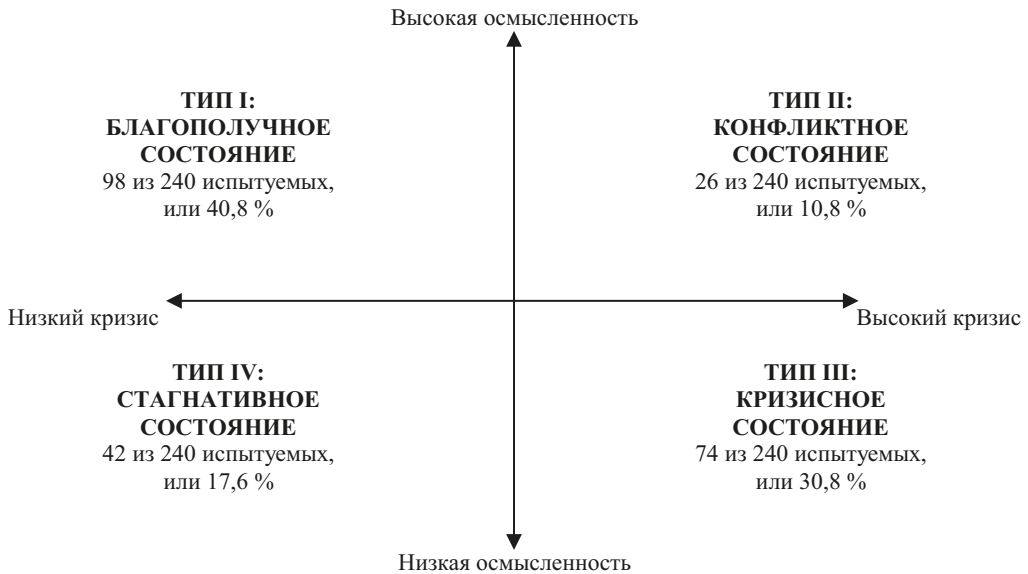 Высокая осмысленность
ТИП I:
БЛАГОПОЛУЧНОЕ
СОСТОЯНИЕ
98 из 240 испытуемых,
или 40,8 %
ТИП II:
КОНФЛИКТНОЕ
СОСТОЯНИЕ
26 из 240 испытуемых,
или 10,8 %
Низкий кризис
Высокий кризис
ТИП IV:
СТАГНАТИВНОЕ
СОСТОЯНИЕ
42 из 240 испытуемых,
или 17,6 %
ТИП III:
КРИЗИСНОЕ
СОСТОЯНИЕ
74 из 240 испытуемых,
или 30,8 %
Низкая осмысленность